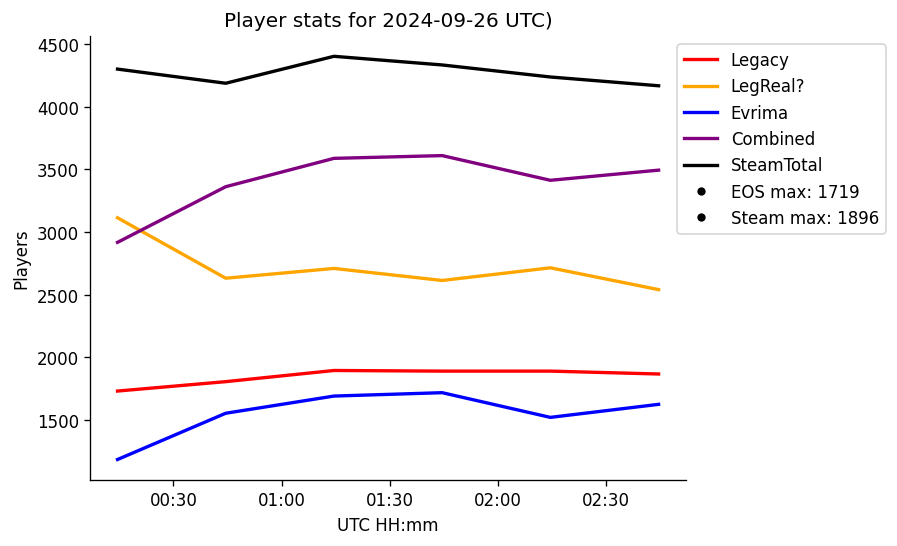 Player stats for 2024-09-26 UTC)
4500
4000
3500
3000
2500
2000
1500
Players
00:30
01:00
01:30
02:00
02:30
UTC HH:mm
Legacy
LegReal?
Evrima
Combined
SteamTotal
EOS max: 1719
Steam max: 1896